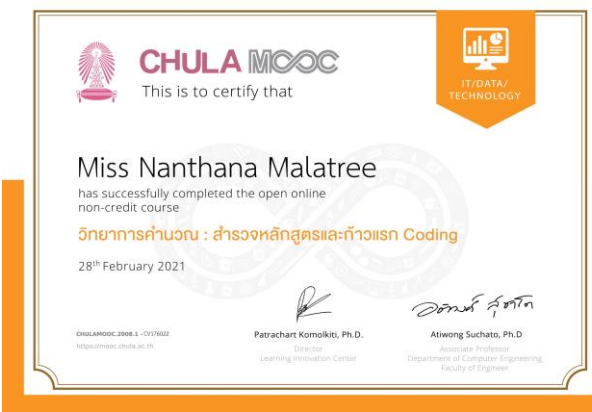 CHULA MOOC
This is to certify that
IT/DATA/
TECHNOLOGY
Miss Nanthana Malatree
has successfully completed the open online
non-credit course
วิทยาการคำนวณ : สำรวจหลักสูตรและก้าวแรก Coding
28th February 2021
CHULAMOOC.2008.1 -CV176022
https://mooc.chula.ac.th
Patrachart Komolkiti, Ph.D.
Director
Learning Innovation Center
Atiwong Suchato, Ph.D
Associate Professor
Department of Computer Engineering
Faculty of Engineer